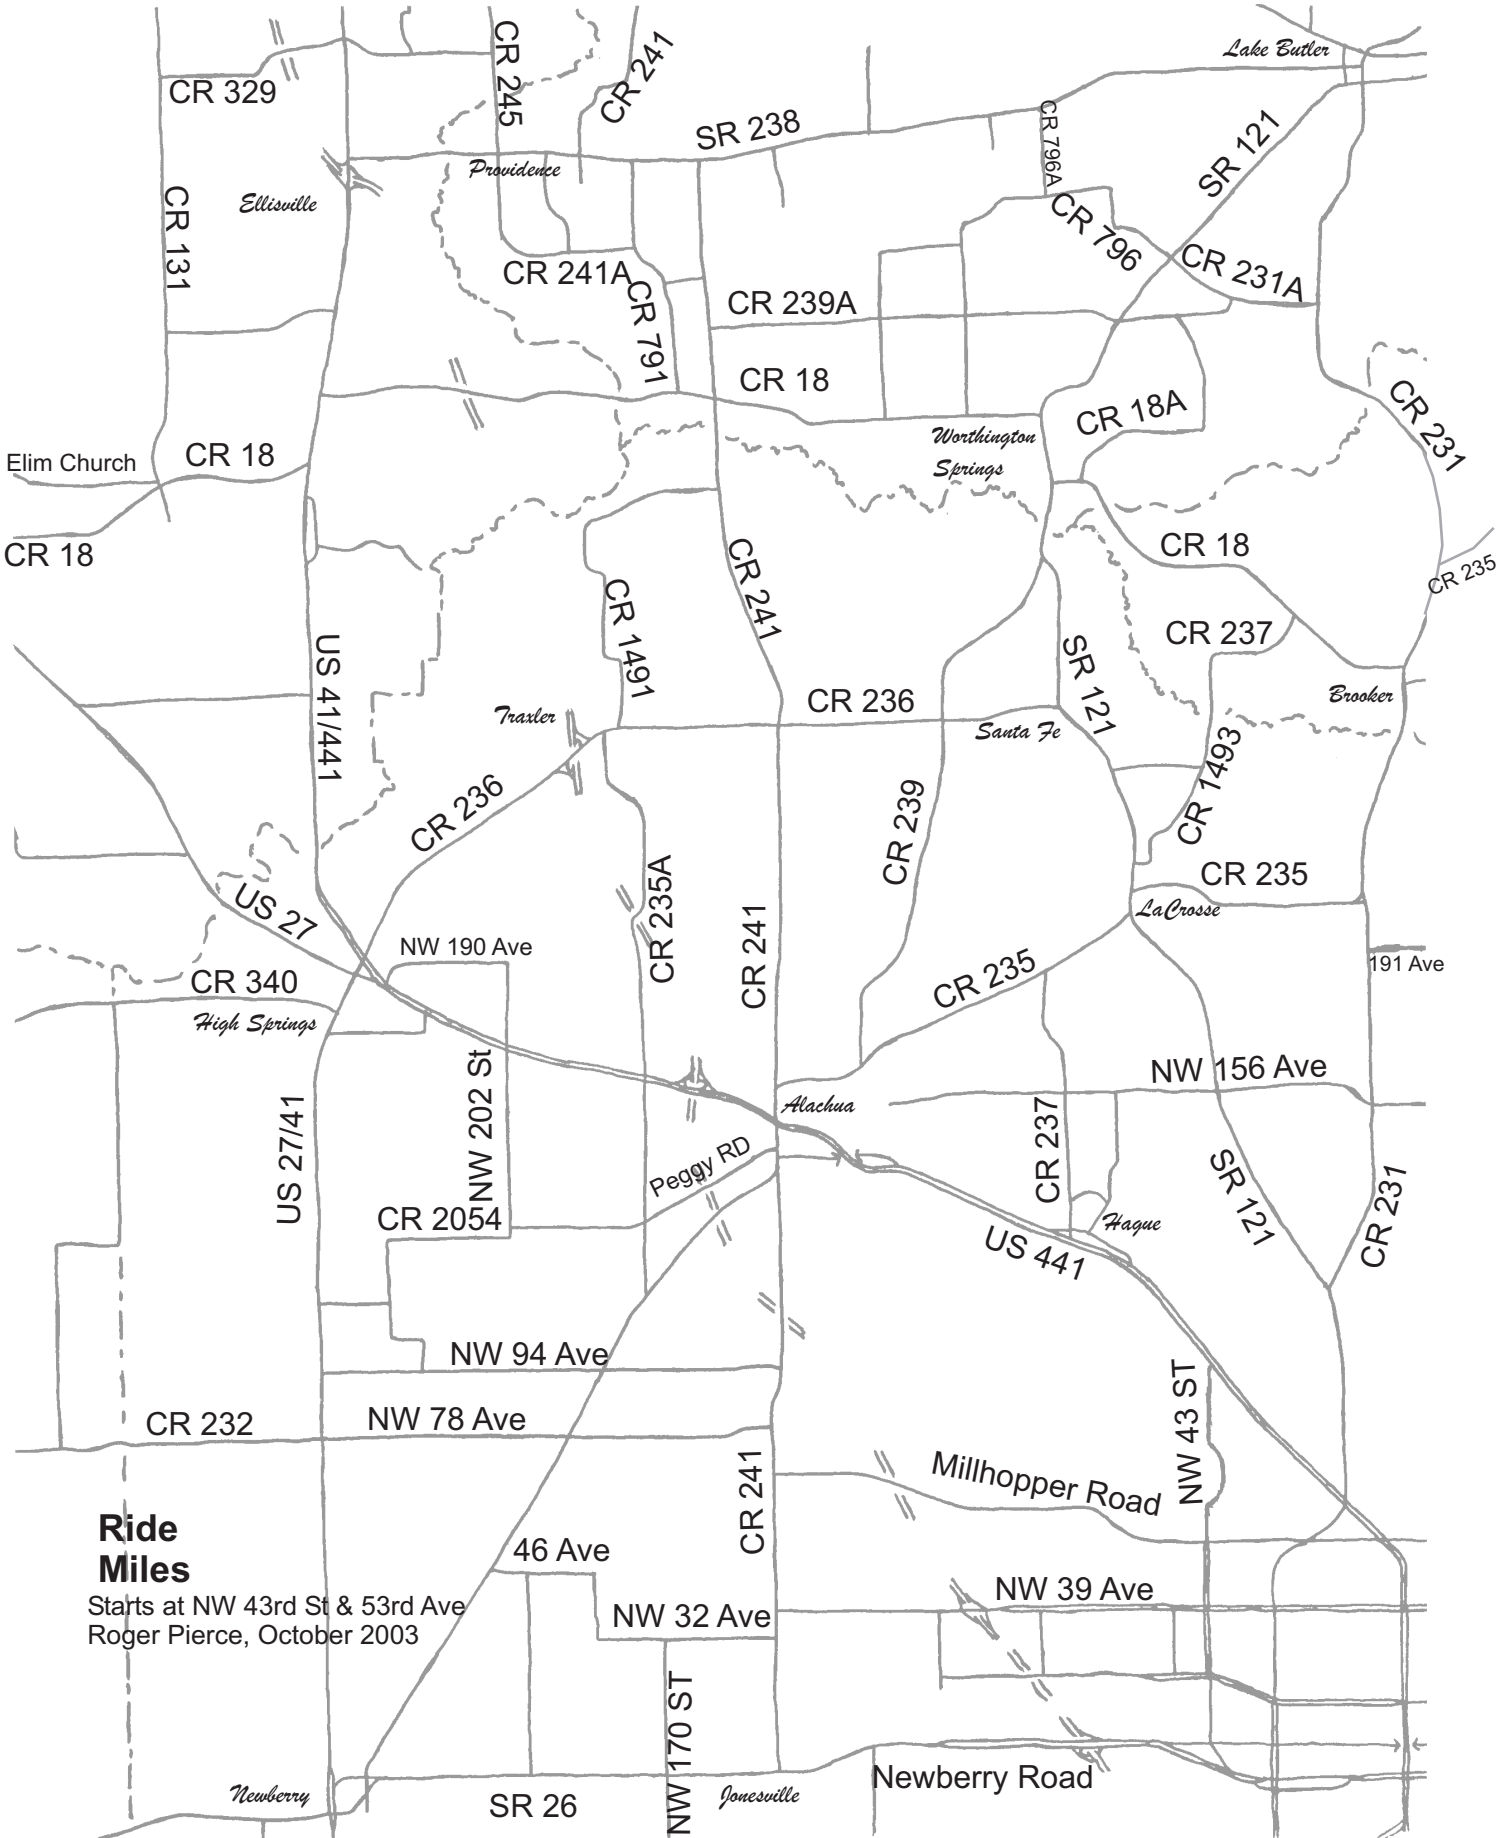 Lake Butler
CR 329
CR 245
CR 241
SR 238
CR 796A
SR 121
Providence
Ellisville
CR 131
CR 796
CR 241A
CR 231A
CR 791
CR 239A
CR 18
CR 18A
CR 231
Worthington
Springs
Elim Church
CR 18
CR 18
CR 18
CR 235
CR 241
CR 1491
US 41/441
CR 237
SR 121
CR 236
Brooker
Traxler
Santa Fe
CR 1493
CR 236
CR 239
CR 235A
CR 235
LaCrosse
US 27
NW 190 Ave
CR 241
191 Ave
CR 340
CR 235
High Springs
NW 202 St
NW 156 Ave
Alachua
US 27/41
CR 237
Peggy RD
SR 121
CR 231
CR 2054
Hague
US 441
NW 94 Ave
NW 43 ST
CR 232
NW 78 Ave
CR 241
Millhopper Road
Ride
Miles
46 Ave
NW 39 Ave
Starts at NW 43rd St & 53rd Ave
Roger Pierce, October 2003
NW 32 Ave
NW 170 ST
Newberry
SR 26
Jonesville
Newberry Road